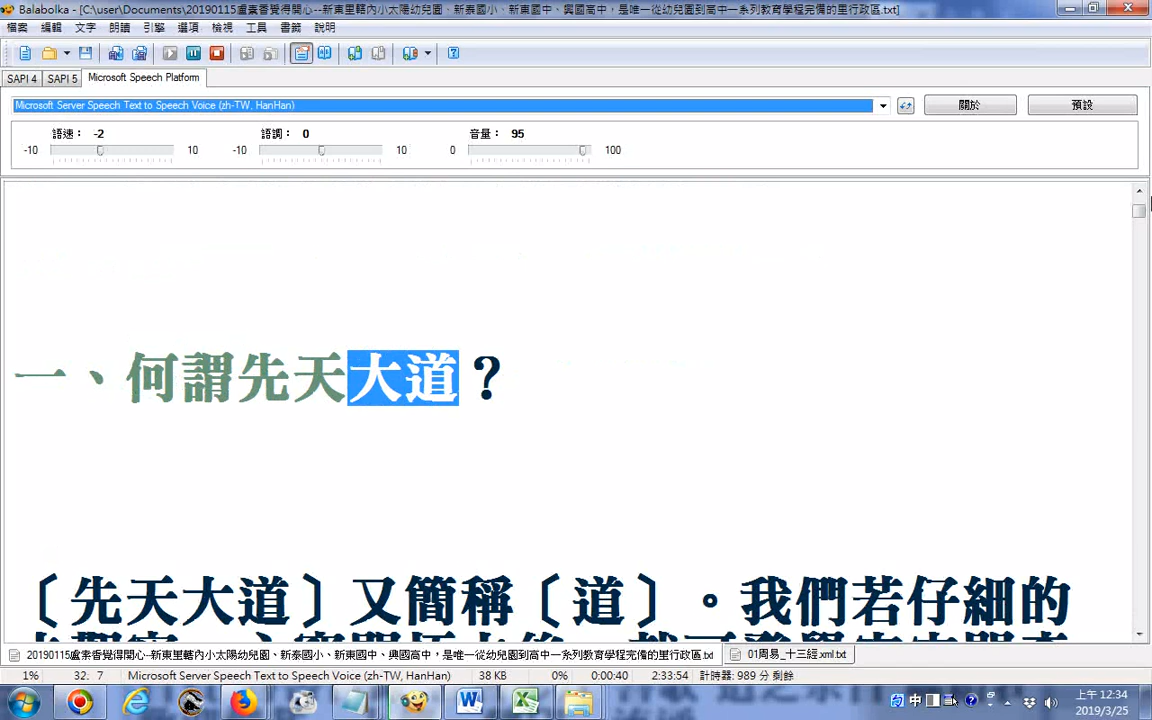 Balabolka - [C:\user\Documents\20190115盧素香覺得開心--新東里轄內小太陽幼兒園、新泰國小、新東國中、興國高中，是唯一從幼兒園到高中一系列教育學程完備的里行政區.txt]
檔案 編輯 文字 朗讀 引擎 選項 檢視 工具 書籤 說明
SAPI 4 SAPI 5 Microsoft Speech Platform
Microsoft Server Speech Text to Speech Voice (zh-TW, HanHan) 關於 預設
語速： -2 語調： 0 音量： 95
-10 10 -10 10 0 100
一、何謂先天大道？
〔先天大道〕又簡稱〔道〕。我們若仔細的
20190115盧素香覺得開心--新東里轄內小太陽幼兒園、新泰國小、新東國中、興國高中，是唯一從幼兒園到高中一系列教育學程完備的里行政區.txt 01周易_十三經.xml.txt
1% 32. 7 Microsoft Server Speech Text to Speech Voice (zh-TW, HanHan) 38 KB 0% 0:00:40 2:33:54 計時器: 989 分 剩餘
中 上午 12:34
2019/3/25